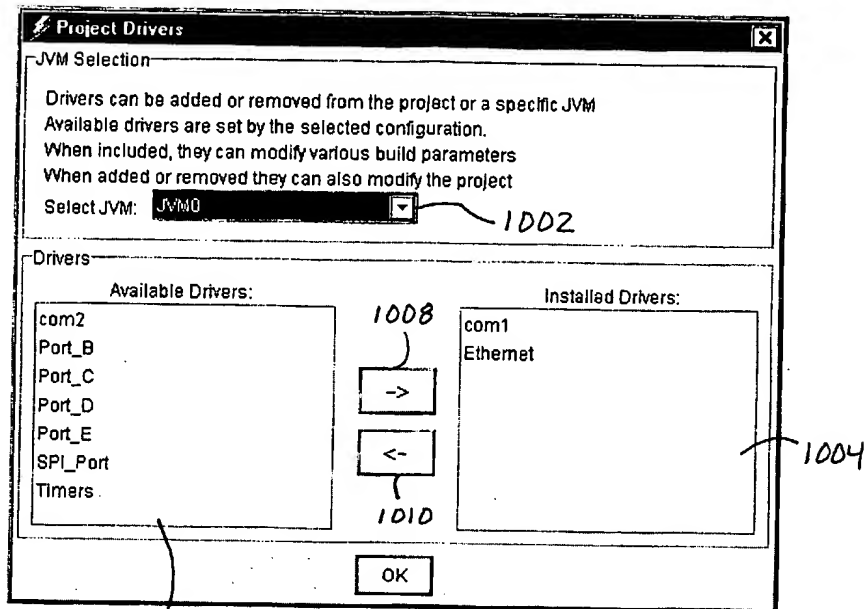 Project Drivers
JVM Selection
Drivers can be added or removed from the project or a specific JVM
Available drivers are set by the selected configuration.
When included, they can modify various build parameters
When added or removed they can also modify the project
Select JVM: JVM0
1002
Drivers
Available Drivers:
com2
Port_B
Port_C
Port_D
Port_E
SPI_Port
Timers
1008
->
<-
1010
Installed Drivers:
com1
Ethernet
1004
OK